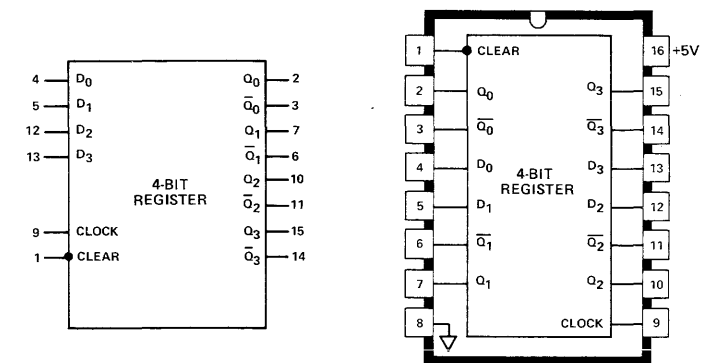 4 D0 Q0 2
5 D1 Q̅0 3
12 D2 Q1 7
13 D3 Q̅1 6
4-BIT
REGISTER
Q2 10
Q̅2 11
9 CLOCK Q3 15
1 CLEAR Q̅3 14
1 CLEAR 16 +5V
2 Q0 Q3 15
3 Q̅0 Q̅3 14
4 D0 D3 13
4-BIT
REGISTER
5 D1 D2 12
6 Q̅1 Q̅2 11
7 Q1 Q2 10
8 CLOCK 9